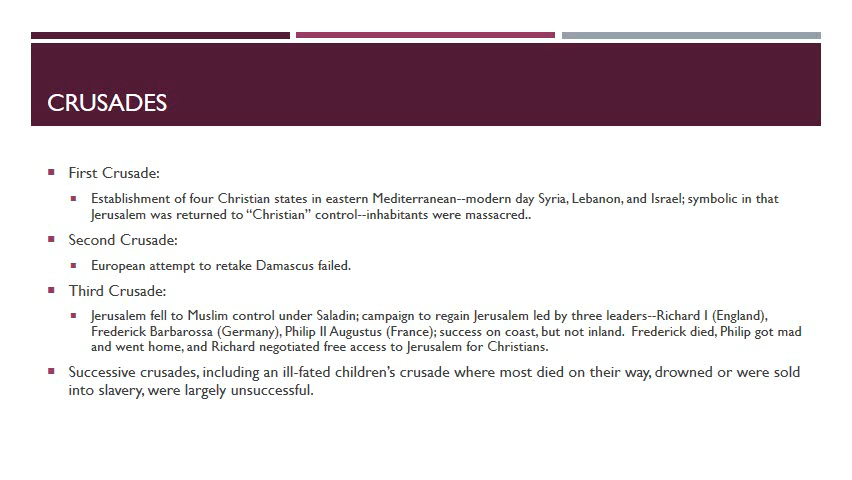 CRUSADES
First Crusade:
Establishment of four Christian states in eastern Mediterranean--modern day Syria, Lebanon, and Israel; symbolic in that
Jerusalem was returned to “Christian” control--inhabitants were massacred..
Second Crusade:
European attempt to retake Damascus failed.
Third Crusade:
Jerusalem fell to Muslim control under Saladin; campaign to regain Jerusalem led by three leaders--Richard I (England),
Frederick Barbarossa (Germany), Philip II Augustus (France); success on coast, but not inland.  Frederick died, Philip got mad
and went home, and Richard negotiated free access to Jerusalem for Christians.
Successive crusades, including an ill-fated children’s crusade where most died on their way, drowned or were sold
into slavery, were largely unsuccessful.